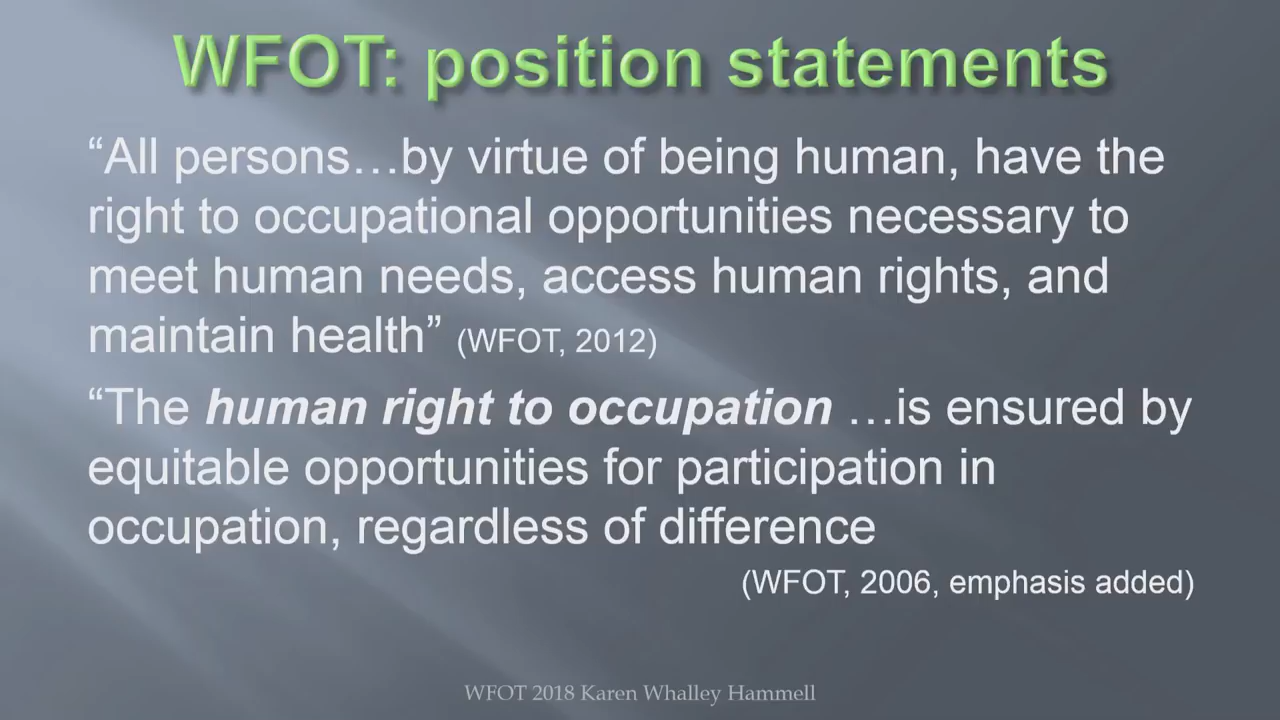 WFOT: position statements
“All persons…by virtue of being human, have the
right to occupational opportunities necessary to
meet human needs, access human rights, and
maintain health” (WFOT, 2012)
“The human right to occupation …is ensured by
equitable opportunities for participation in
occupation, regardless of difference
(WFOT, 2006, emphasis added)
WFOT 2018 Karen Whalley Hammell